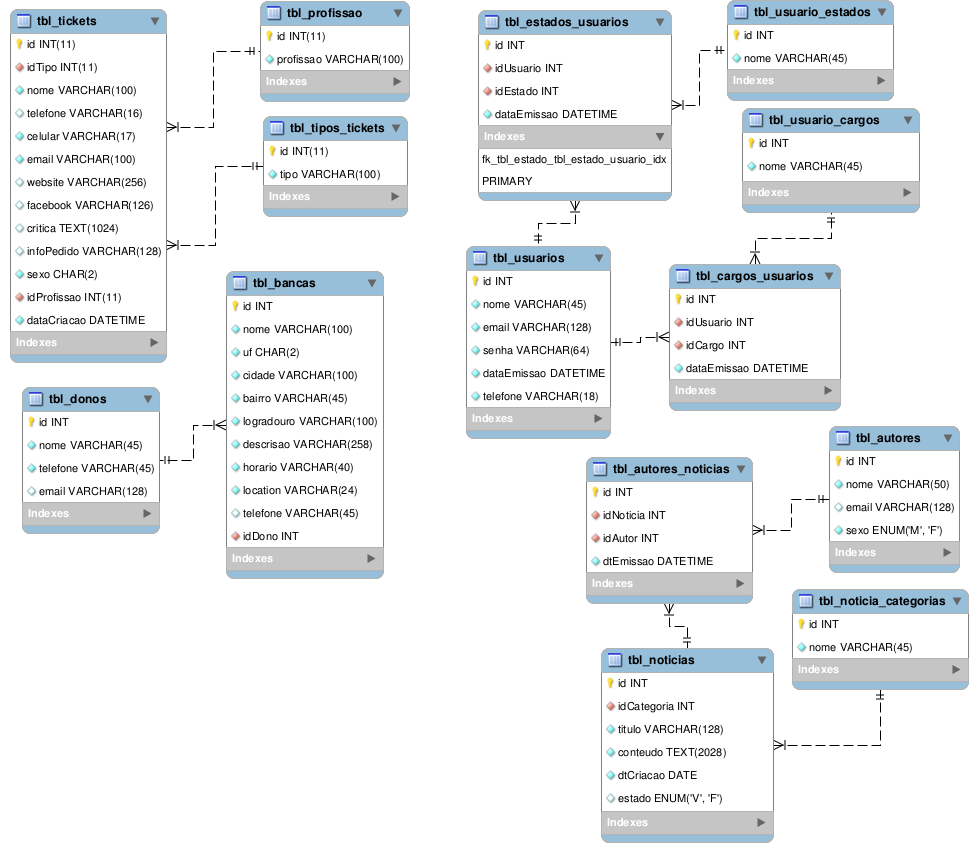 tbl_tickets
id INT(11)
idTipo INT(11)
nome VARCHAR(100)
telefone VARCHAR(16)
celular VARCHAR(17)
email VARCHAR(100)
website VARCHAR(256)
facebook VARCHAR(126)
critica TEXT(1024)
infoPedido VARCHAR(128)
sexo CHAR(2)
idProfissao INT(11)
dataCriacao DATETIME
Indexes
tbl_profissao
id INT(11)
profissao VARCHAR(100)
Indexes
tbl_tipos_tickets
id INT(11)
tipo VARCHAR(100)
Indexes
tbl_bancas
id INT
nome VARCHAR(100)
uf CHAR(2)
cidade VARCHAR(100)
bairro VARCHAR(45)
logradouro VARCHAR(100)
descrisao VARCHAR(258)
horario VARCHAR(40)
location VARCHAR(24)
telefone VARCHAR(45)
idDono INT
Indexes
tbl_donos
id INT
nome VARCHAR(45)
telefone VARCHAR(45)
email VARCHAR(128)
Indexes
tbl_estados_usuarios
id INT
idUsuario INT
idEstado INT
dataEmissao DATETIME
Indexes
fk_tbl_estado_tbl_estado_usuario_idx
PRIMARY
tbl_usuario_estados
id INT
nome VARCHAR(45)
Indexes
tbl_usuario_cargos
id INT
nome VARCHAR(45)
Indexes
tbl_usuarios
id INT
nome VARCHAR(45)
email VARCHAR(128)
senha VARCHAR(64)
dataEmissao DATETIME
telefone VARCHAR(18)
Indexes
tbl_cargos_usuarios
id INT
idUsuario INT
idCargo INT
dataEmissao DATETIME
Indexes
tbl_autores
id INT
nome VARCHAR(50)
email VARCHAR(128)
sexo ENUM('M', 'F')
Indexes
tbl_autores_noticias
id INT
idNoticia INT
idAutor INT
dtEmissao DATETIME
Indexes
tbl_noticia_categorias
id INT
nome VARCHAR(45)
Indexes
tbl_noticias
id INT
idCategoria INT
titulo VARCHAR(128)
conteudo TEXT(2028)
dtCriacao DATE
estado ENUM('V', 'F')
Indexes